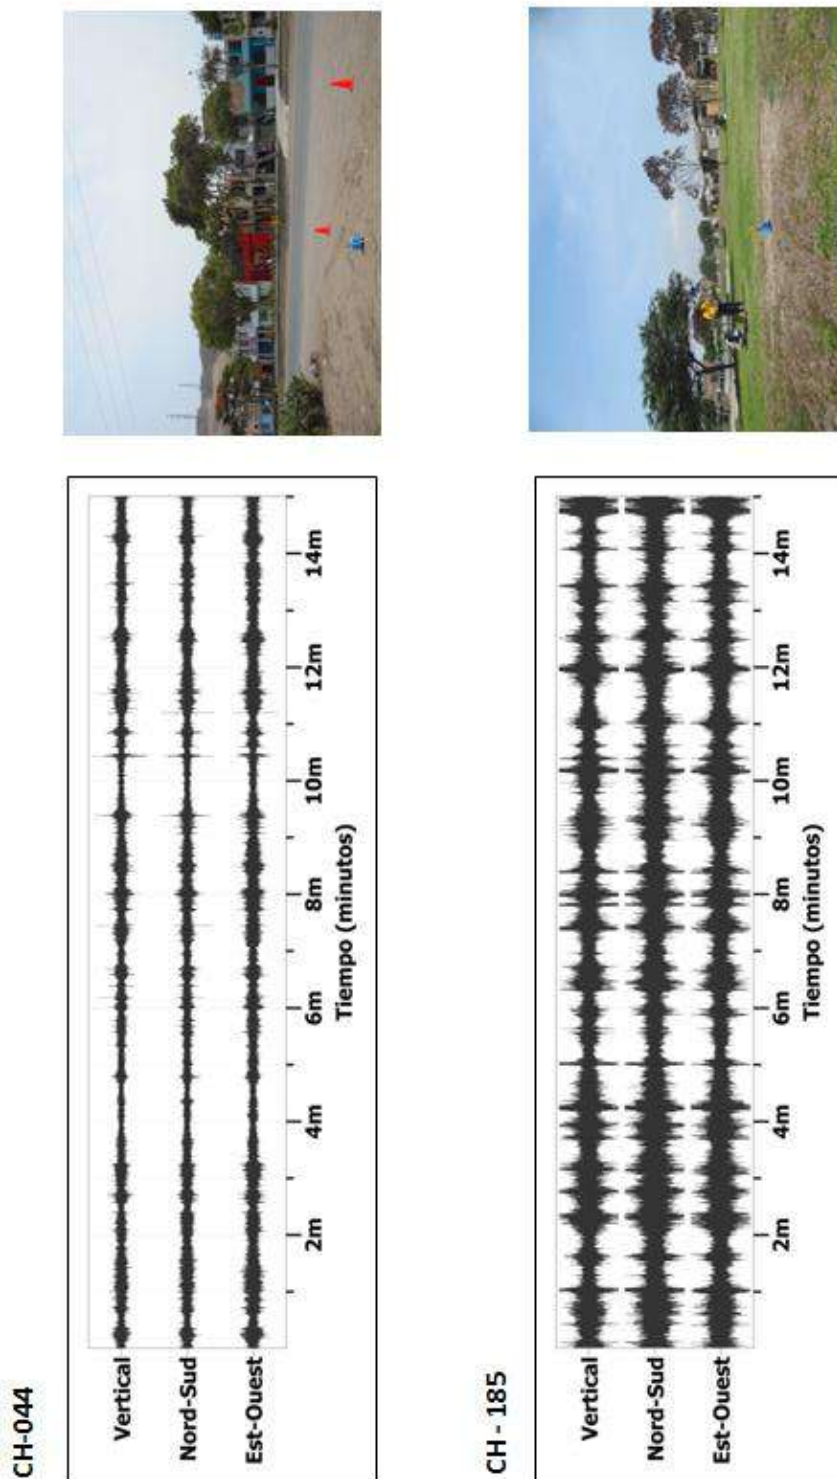 CH-044
Vertical
Nord-Sud
Est-Ouest
2m 4m 6m 8m 10m 12m 14m
Tiempo (minutos)
CH - 185
Vertical
Nord-Sud
Est-Ouest
2m 4m 6m 8m 10m 12m 14m
Tiempo (minutos)